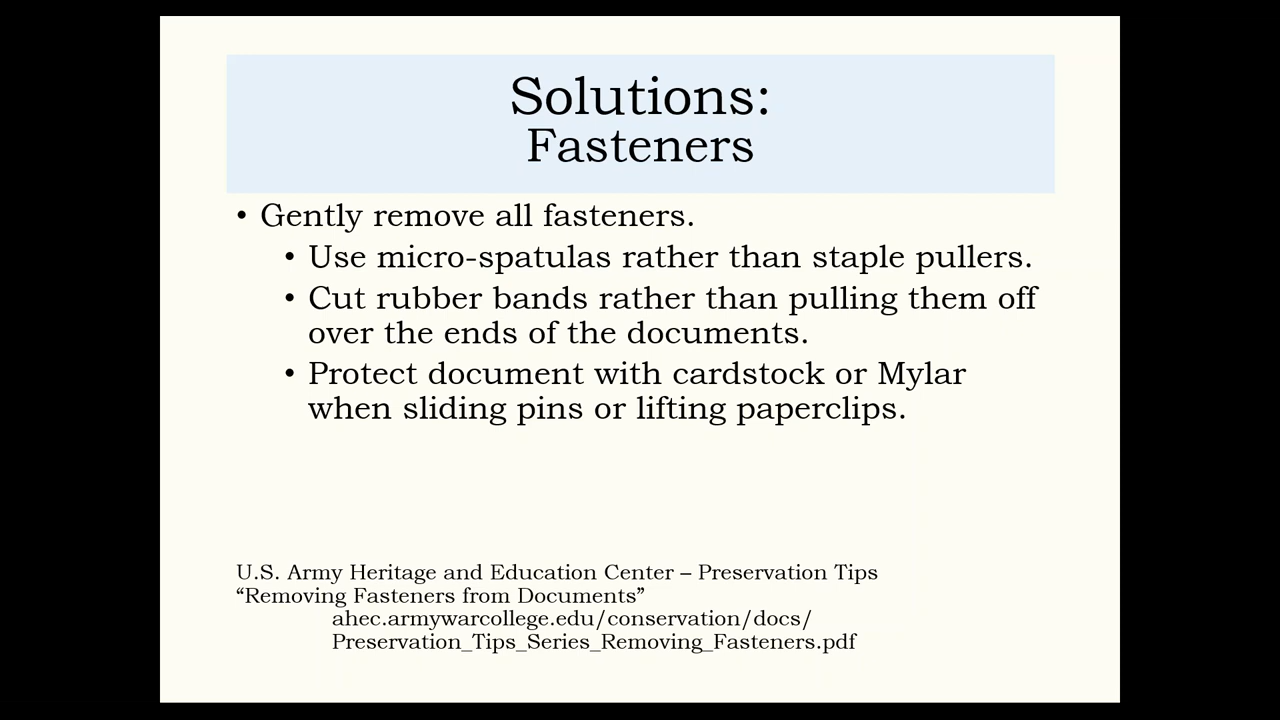 Solutions:
Fasteners
• Gently remove all fasteners.
• Use micro-spatulas rather than staple pullers.
• Cut rubber bands rather than pulling them off
over the ends of the documents.
• Protect document with cardstock or Mylar
when sliding pins or lifting paperclips.
U.S. Army Heritage and Education Center – Preservation Tips
“Removing Fasteners from Documents”
ahec.armywarcollege.edu/conservation/docs/
Preservation_Tips_Series_Removing_Fasteners.pdf